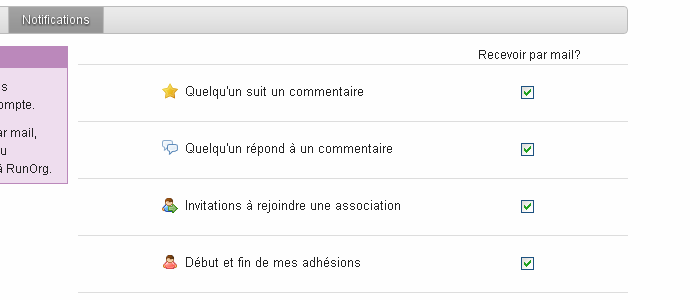 Notifications
Recevoir par mail?
s
ompte.
ar mail,
u
à RunOrg.
Quelqu'un suit un commentaire
Quelqu'un répond à un commentaire
Invitations à rejoindre une association
Début et fin de mes adhésions